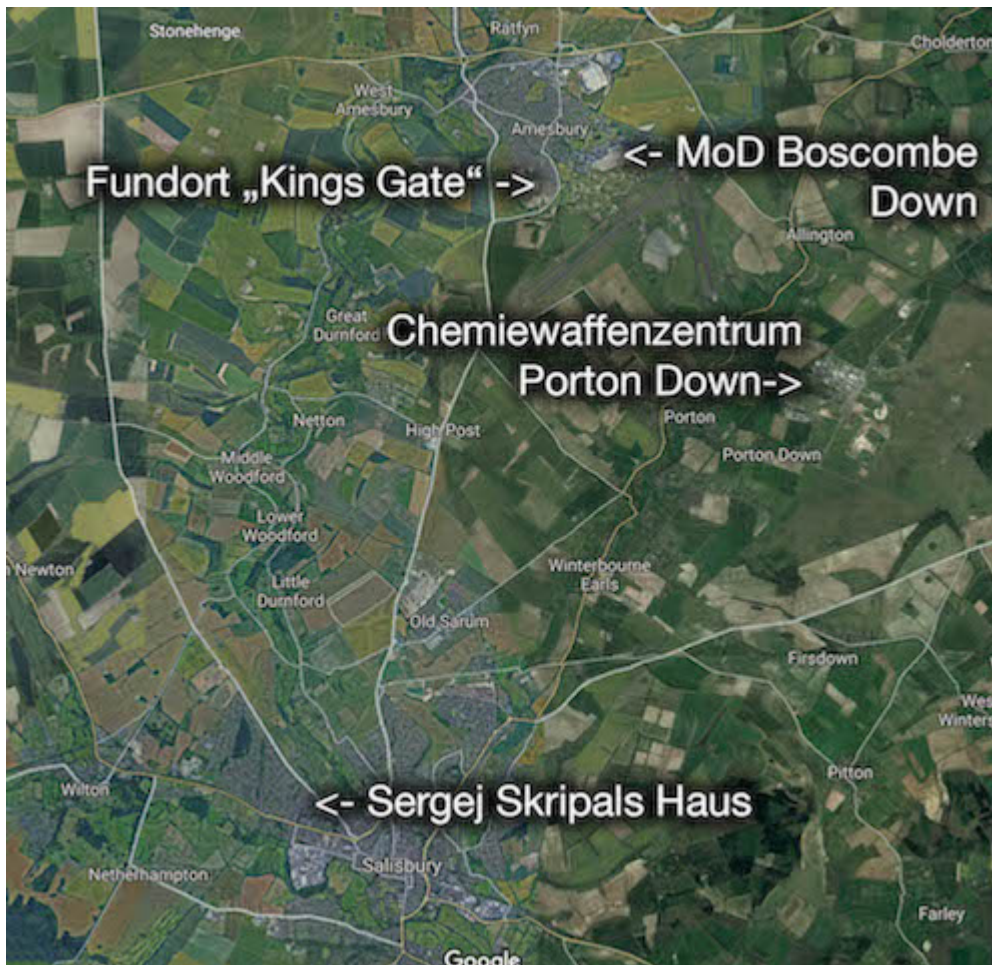 Stonehenge
Ratfyn
Cholderton
West
Amesbury
Amesbury
<- MoD Boscombe
Down
Fundort „Kings Gate“ ->
Allington
Great
Durnford
Chemiewaffenzentrum
Porton Down->
Netton
High Post
Porton
Porton Down
Middle
Woodford
Lower
Woodford
Newton
Winterbourne
Earls
Little
Durnford
Old Sarum
Firsdown
Wes
Winters
Pitton
Wilton
<- Sergej Skripals Haus
Salisbury
Netherhampton
Farley
Google